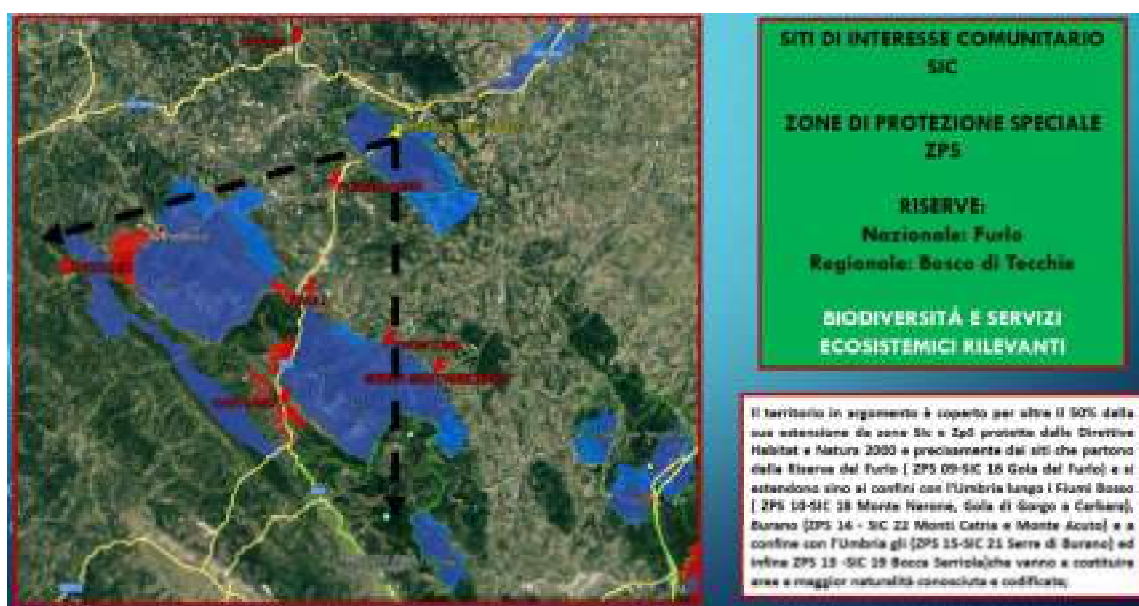 SITI DI INTERESSE COMUNITARIO
SIC
ZONE DI PROTEZIONE SPECIALE
ZPS
RISERVE:
Nazionale: Furlo
Regionale: Bosco di Tecchie
BIODIVERSITÀ E SERVIZI
ECOSISTEMICI RILEVANTI
Il territorio in argomento è coperto per oltre il 50% della
sua estensione da zone Sic e Zps protette dalle Direttive
Habitat e Natura 2000 e precisamente dai siti che partono
dalla Riserva del Furlo ( ZPS 09-SIC 16 Gola del Furlo) e si
estendono sino ai confini con l'Umbria lungo i Fiumi Bosso
( ZPS 10-SIC 18 Monte Nerone, Gola di Gorgo a Cerbara),
Burano (ZPS 14 - SIC 22 Monti Catria e Monte Acuto) e a
confine con l'Umbria gli (ZPS 15-SIC 21 Serre di Burano) ed
infine ZPS 13 -SIC 19 Bocca Serriola)che vanno a costituire
aree a maggior naturalità conosciuta e codificata;